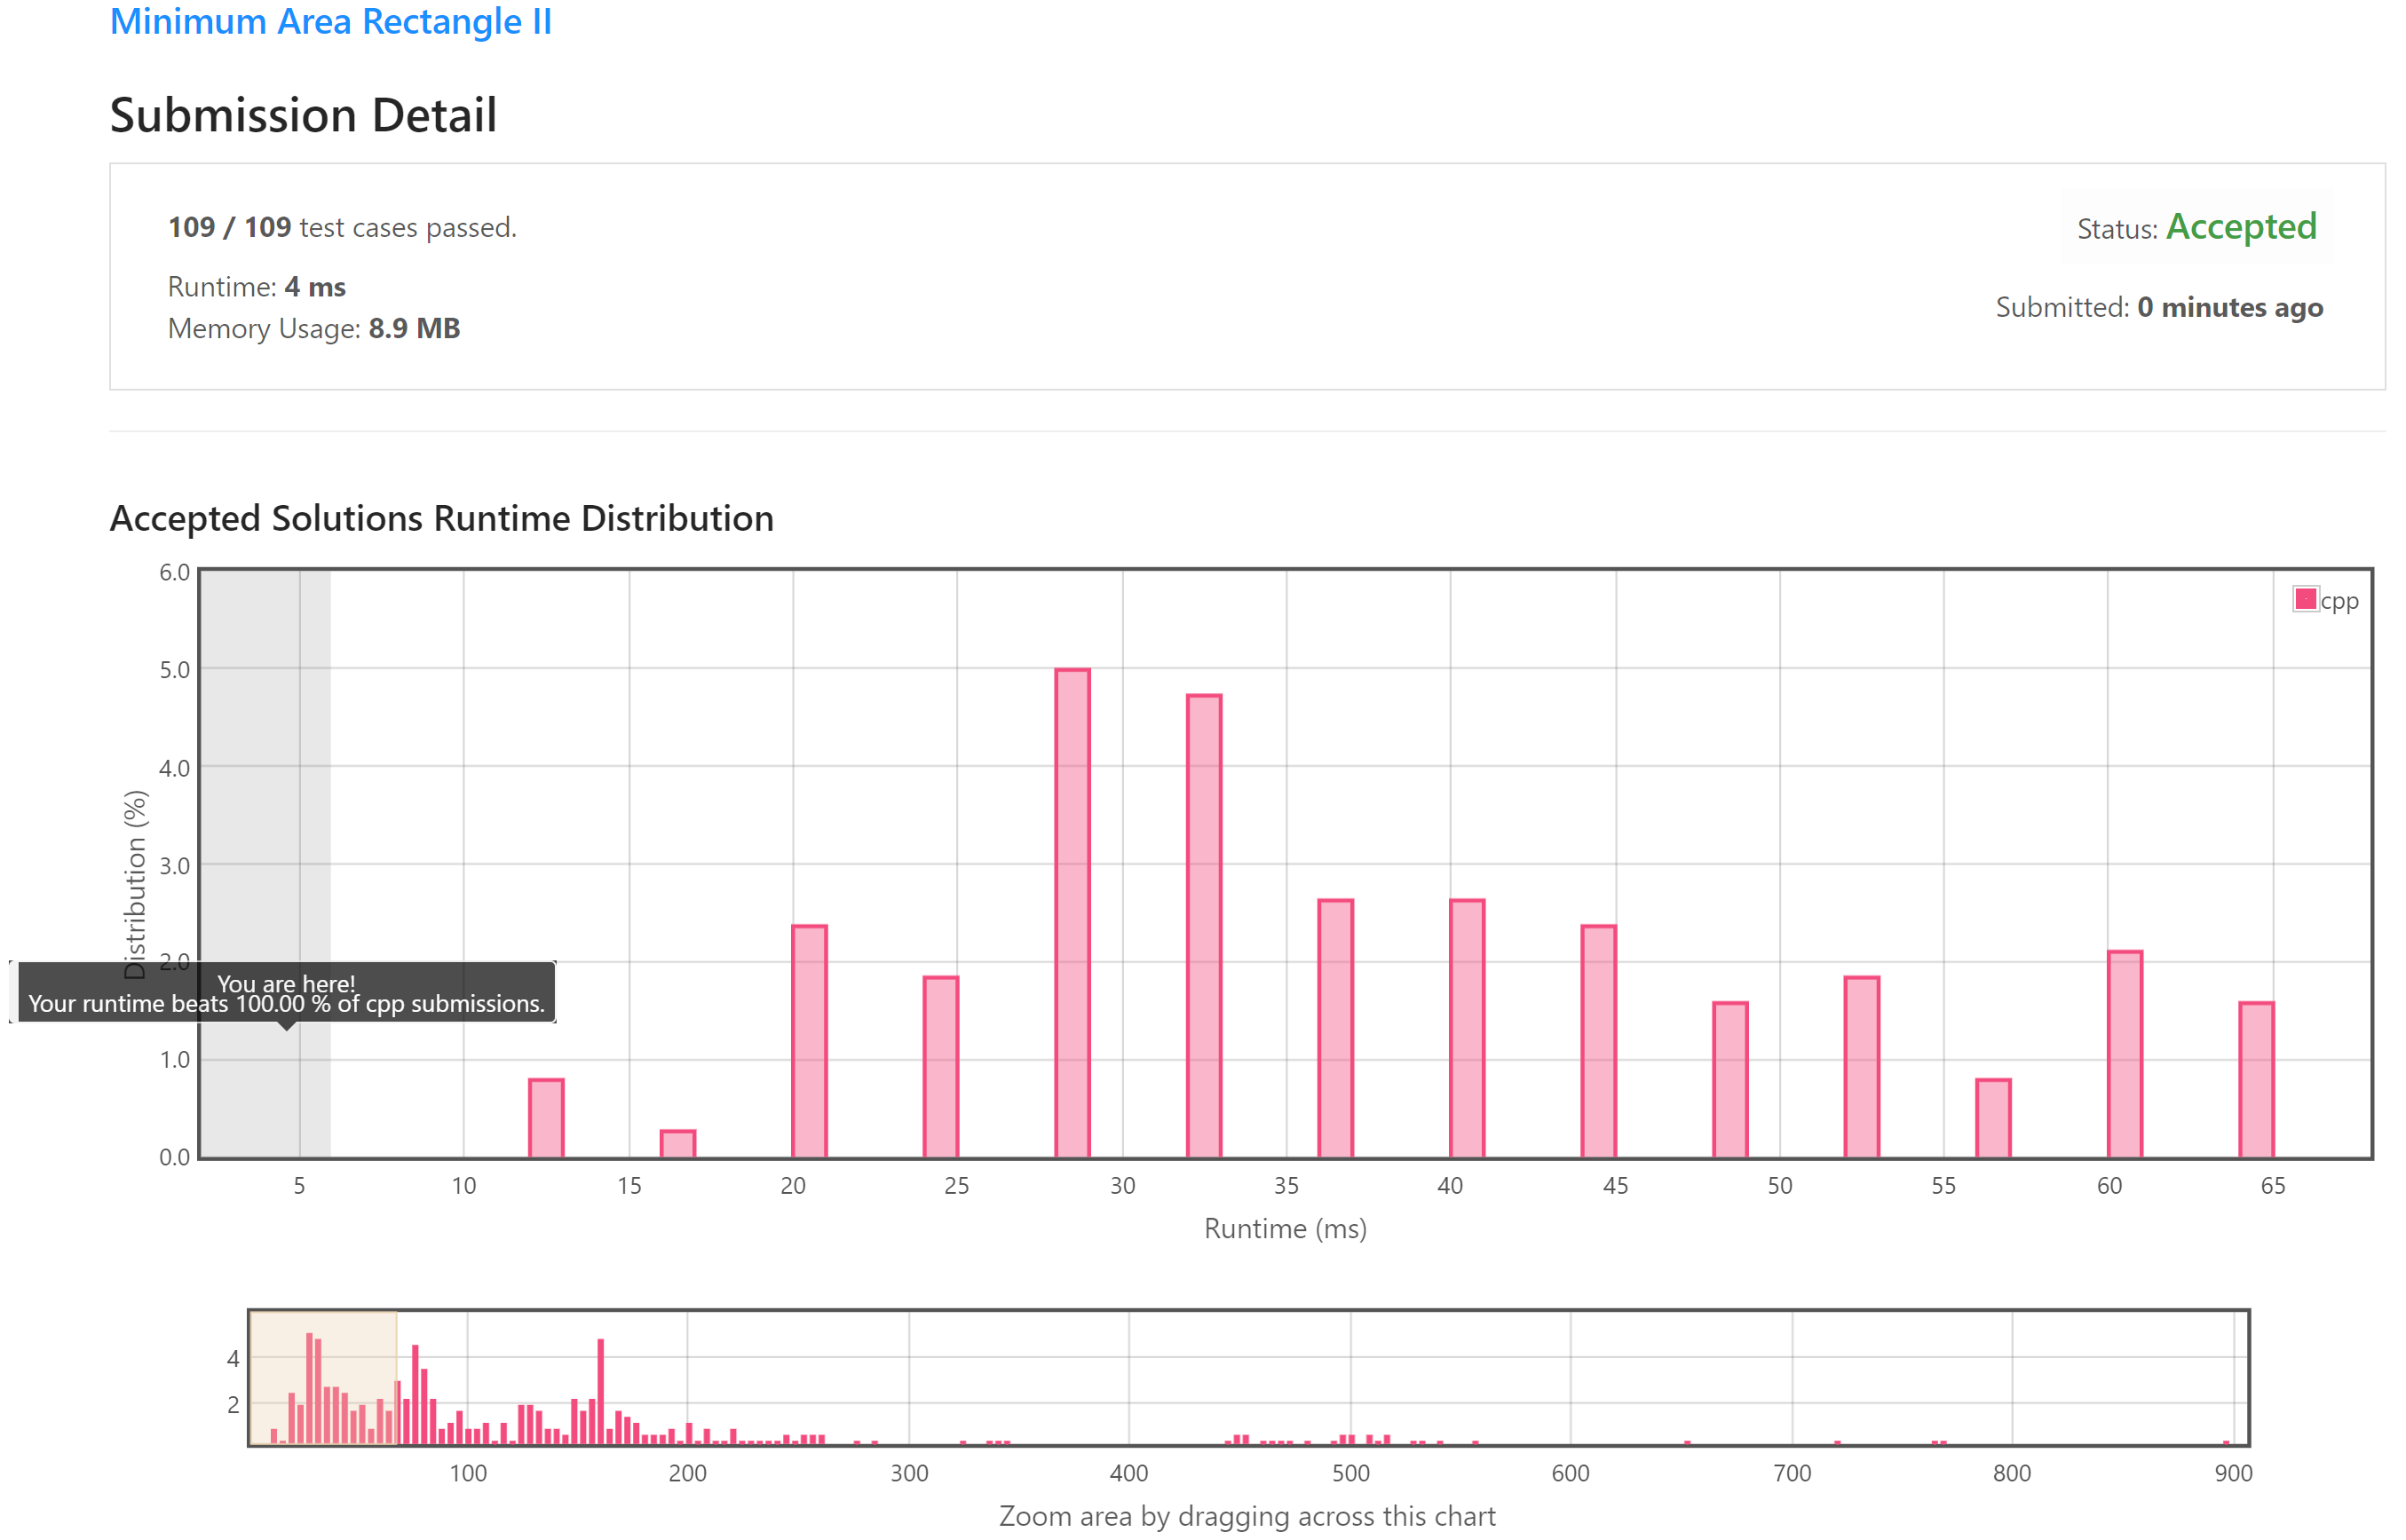 Minimum Area Rectangle II
Submission Detail
109 / 109 test cases passed.
Status: Accepted
Runtime: 4 ms
Submitted: 0 minutes ago
Memory Usage: 8.9 MB
Accepted Solutions Runtime Distribution
cpp
Distribution (%)
6.0
5.0
4.0
3.0
2.0
1.0
0.0
You are here!
Your runtime beats 100.00 % of cpp submissions.
5 10 15 20 25 30 35 40 45 50 55 60 65
Runtime (ms)
4
2
100 200 300 400 500 600 700 800 900
Zoom area by dragging across this chart